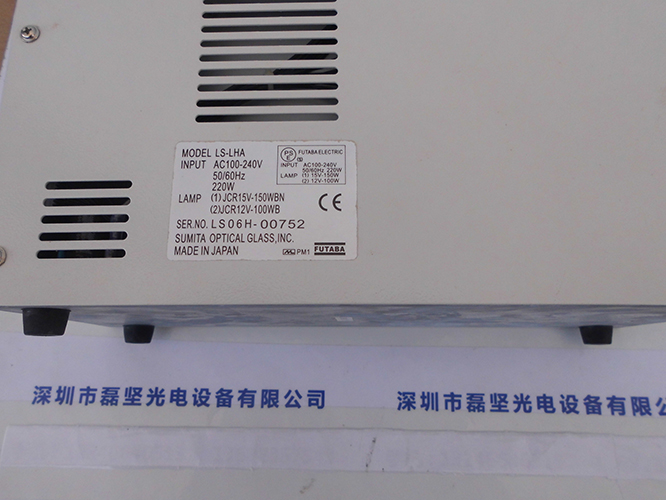 MODEL LS-LHA
INPUT AC100-240V
50/60Hz
220W
LAMP (1)JCR15V-150WBN
(2)JCR12V-100WB
SER.NO. LS06H-00752
SUMITA OPTICAL GLASS,INC.
MADE IN JAPAN
PS
E
FUTABA ELECTRIC
INPUT AC100-240V
50/60Hz 220W
LAMP (1) 15V-150W
(2) 12V-100W
CE
PM1 FUTABA
深圳市磊坚光电设备有限公司 深圳市磊坚光电设备有限公司